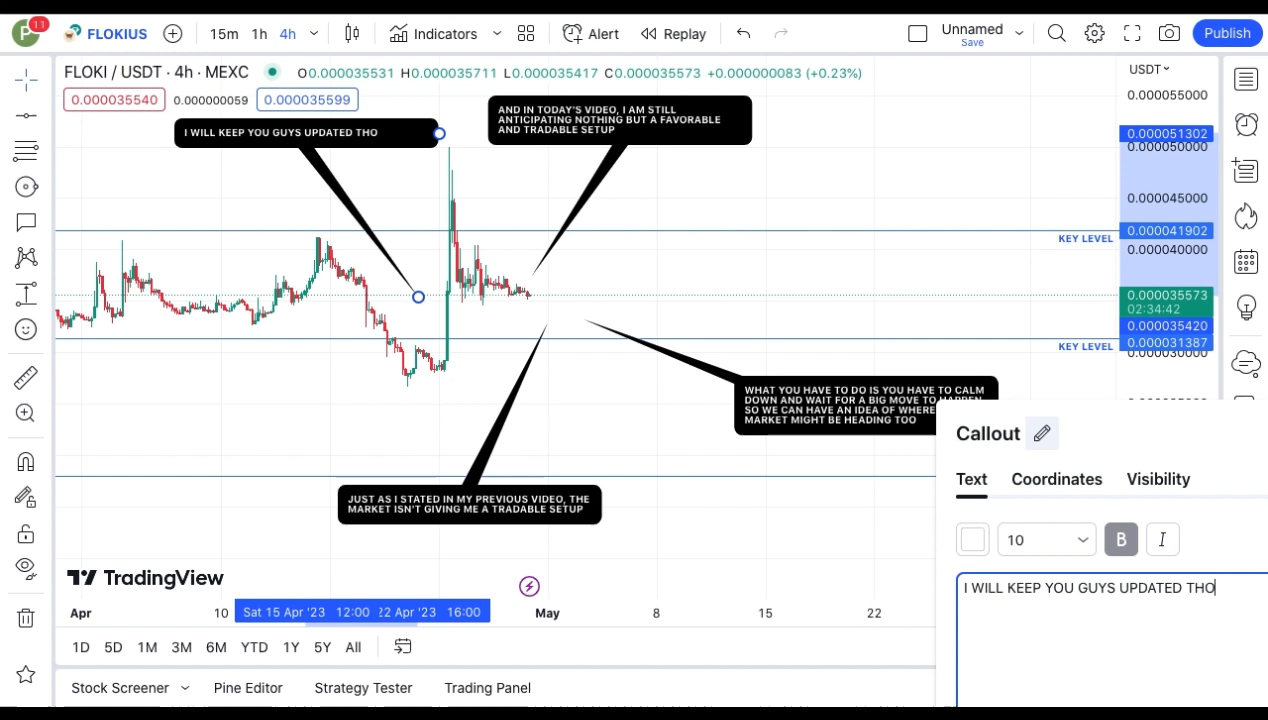 P 11 FLOKIUS 15m 1h 4h Indicators Alert Replay Unnamed Save Publish
FLOKI / USDT · 4h · MEXC O0.000035531 H0.000035711 L0.000035417 C0.000035573 +0.000000083 (+0.23%)
0.000035540 0.000000059 0.000035599
USDT
0.000055000
0.000051302
0.000050000
0.000045000
0.000041902
0.000040000
0.000035573
02:34:42
0.000035420
0.000031387
0.000030000
I WILL KEEP YOU GUYS UPDATED THO
AND IN TODAY'S VIDEO, I AM STILL
ANTICIPATING NOTHING BUT A FAVORABLE
AND TRADABLE SETUP
KEY LEVEL
KEY LEVEL
WHAT YOU HAVE TO DO IS YOU HAVE TO CALM
DOWN AND WAIT FOR A BIG MOVE TO HAPPEN
SO WE CAN HAVE AN IDEA OF WHERE
MARKET MIGHT BE HEADING TOO
JUST AS I STATED IN MY PREVIOUS VIDEO, THE
MARKET ISN'T GIVING ME A TRADABLE SETUP
Callout
Text Coordinates Visibility
10 B I
I WILL KEEP YOU GUYS UPDATED THO
TradingView
Apr 10 Sat 15 Apr '23 12:00 22 Apr '23 16:00 May 8 15 22
1D 5D 1M 3M 6M YTD 1Y 5Y All
Stock Screener Pine Editor Strategy Tester Trading Panel